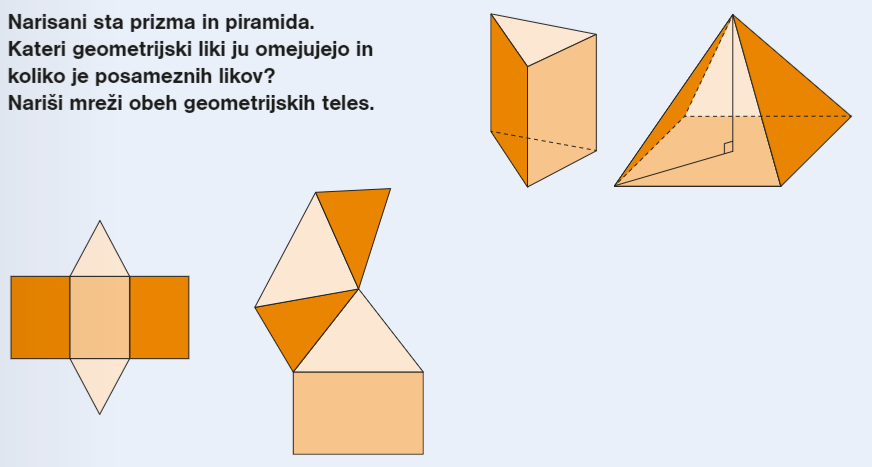 Narisani sta prizma in piramida.
Kateri geometrijski liki ju omejujejo in
koliko je posameznih likov?
Nariši mreži obeh geometrijskih teles.